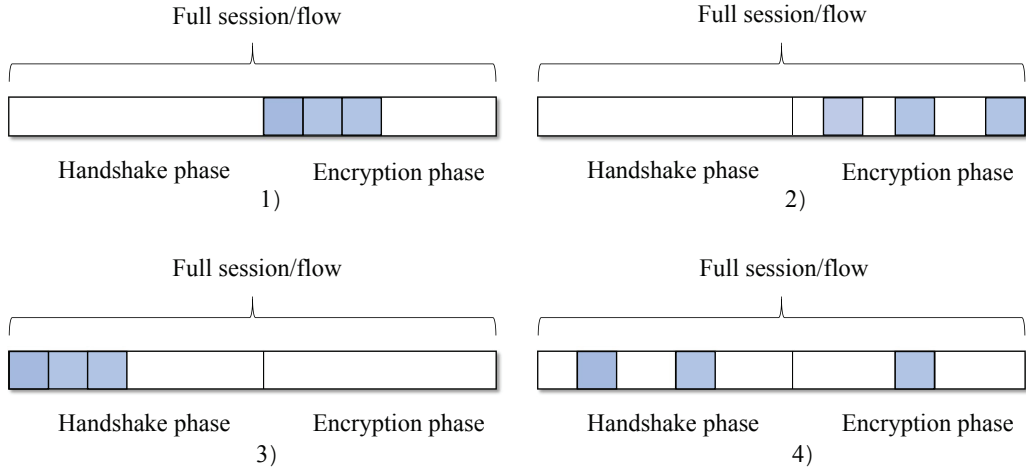 Full session/flow
Full session/flow
Handshake phase
Encryption phase
Handshake phase
Encryption phase
1)
2)
Full session/flow
Full session/flow
Handshake phase
Encryption phase
Handshake phase
Encryption phase
3)
4)